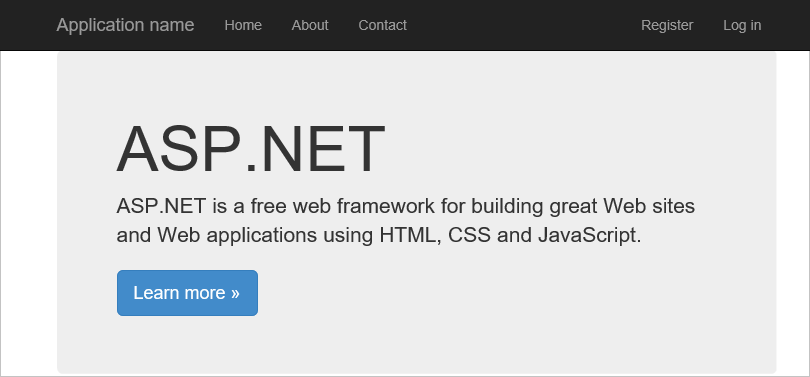 Application name Home About Contact Register Log in
ASP.NET
ASP.NET is a free web framework for building great Web sites
and Web applications using HTML, CSS and JavaScript.
Learn more »